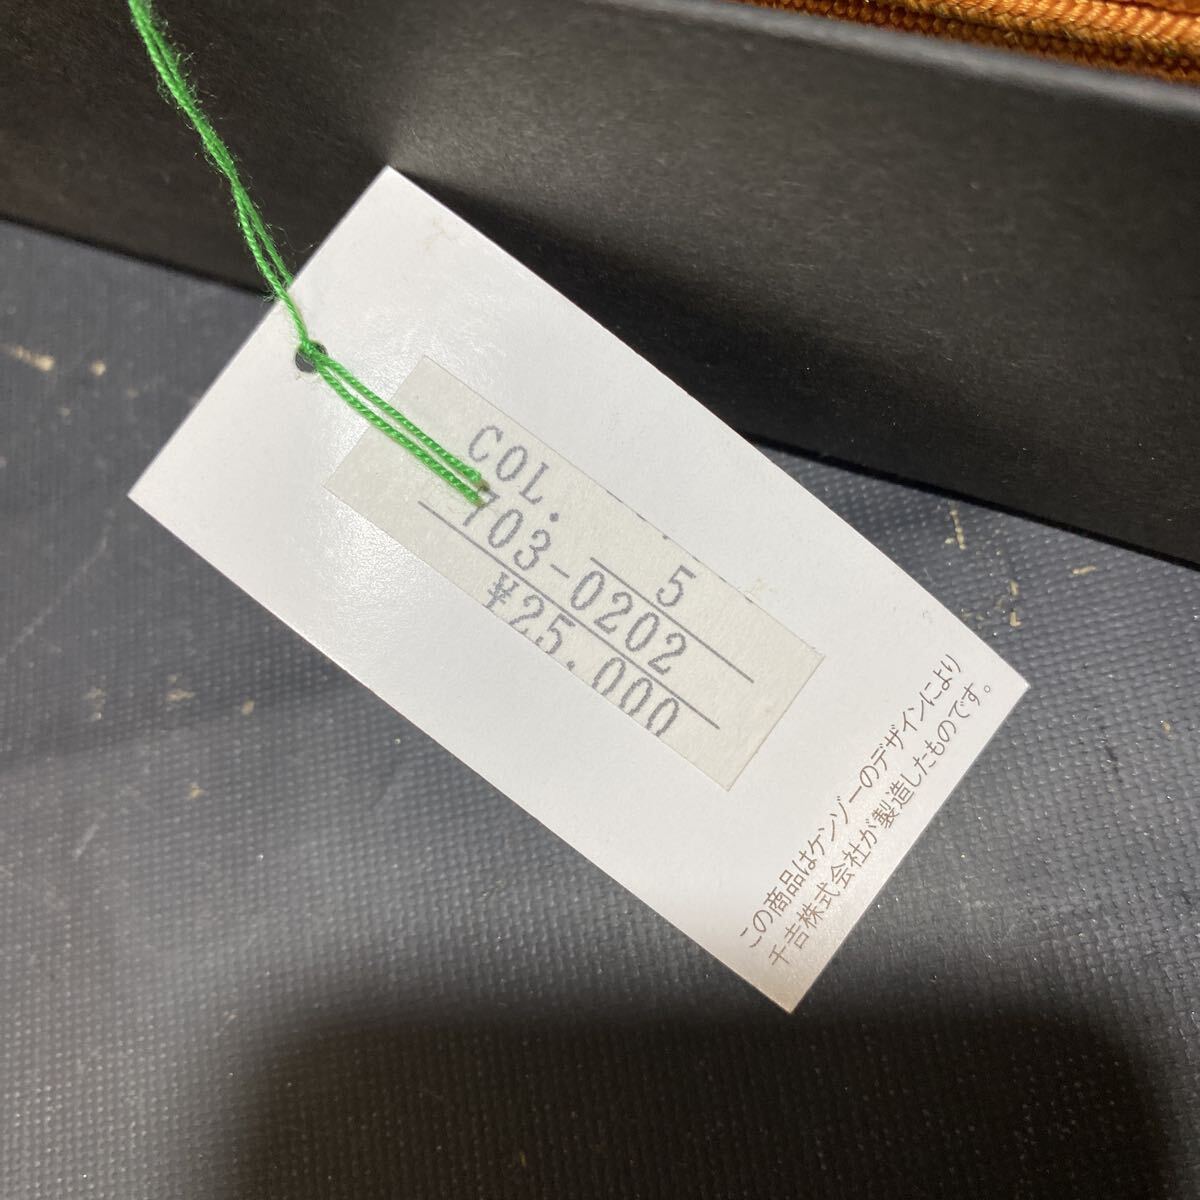 COL. 5
703-0202
¥25,000
この商品はケンゾーのデザインにより
千吉株式会社が製造したものです。